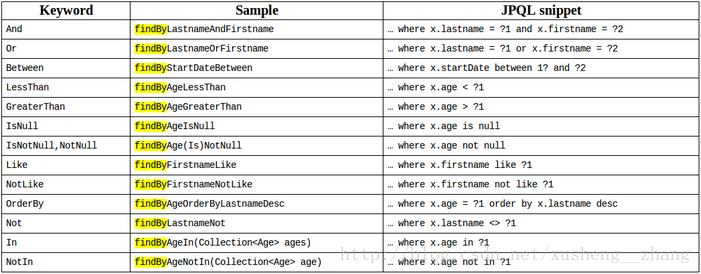 Keyword Sample JPQL snippet
And findByLastnameAndFirstname … where x.lastname = ?1 and x.firstname = ?2
Or findByLastnameOrFirstname … where x.lastname = ?1 or x.firstname = ?2
Between findByStartDateBetween … where x.startDate between 1? and ?2
LessThan findByAgeLessThan … where x.age < ?1
GreaterThan findByAgeGreaterThan … where x.age > ?1
IsNull findByAgeIsNull … where x.age is null
IsNotNull,NotNull findByAge(Is)NotNull … where x.age not null
Like findByFirstnameLike … where x.firstname like ?1
NotLike findByFirstnameNotLike … where x.firstname not like ?1
OrderBy findByAgeOrderByLastnameDesc … where x.age = ?1 order by x.lastname desc
Not findByLastnameNot … where x.lastname <> ?1
In findByAgeIn(Collection<Age> ages) … where x.age in ?1
NotIn findByAgeNotIn(Collection<Age> age) … where x.age not in ?1
http://blog.csdn.net/xusheng__zhang